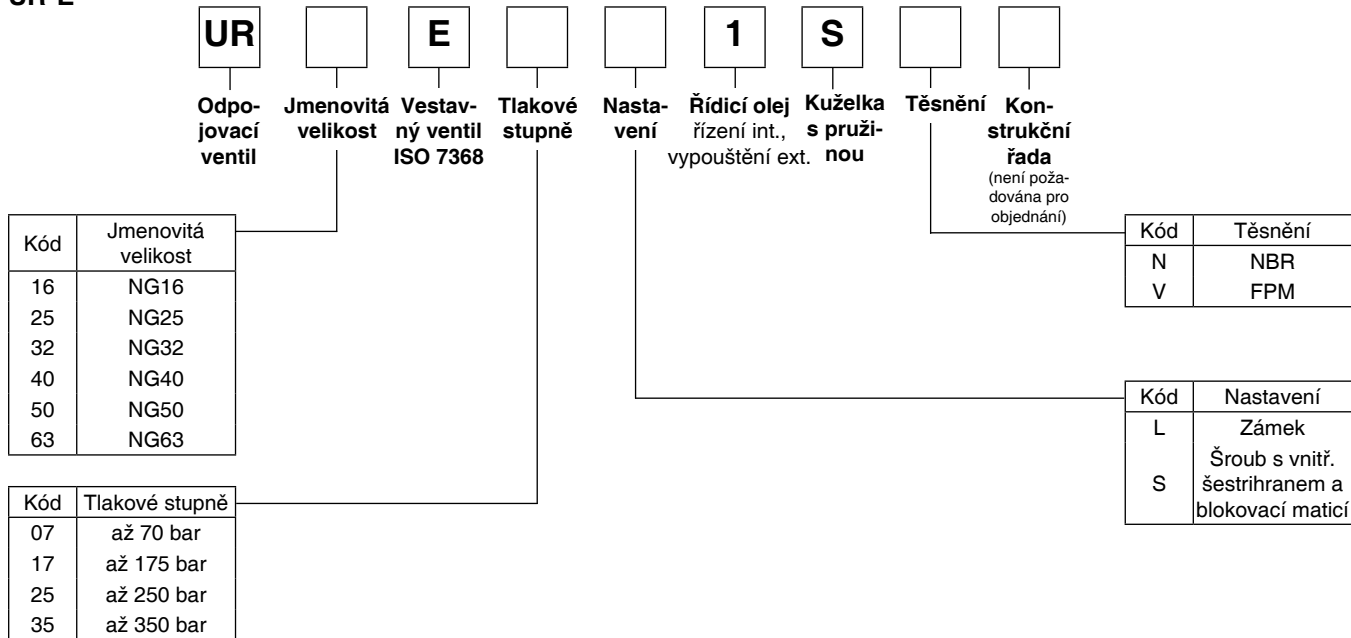 UR
E
1
S
Odpo-
jovací
ventil
Jmenovitá
velikost
Vestav-
ný ventil
ISO 7368
Tlakové
stupně
Nasta-
vení
Řídicí olej
řízení int.,
vypouštění ext.
Kuželka
s pruži-
nou
Těsnění
Kon-
strukční
řada
(není poža-
dována pro
objednání)
Kód Jmenovitá
velikost
16 NG16
25 NG25
32 NG32
40 NG40
50 NG50
63 NG63
Kód Tlakové stupně
07 až 70 bar
17 až 175 bar
25 až 250 bar
35 až 350 bar
Kód Těsnění
N NBR
V FPM
Kód Nastavení
L Zámek
S Šroub s vnitř.
šestrihranem a
blokovací maticí